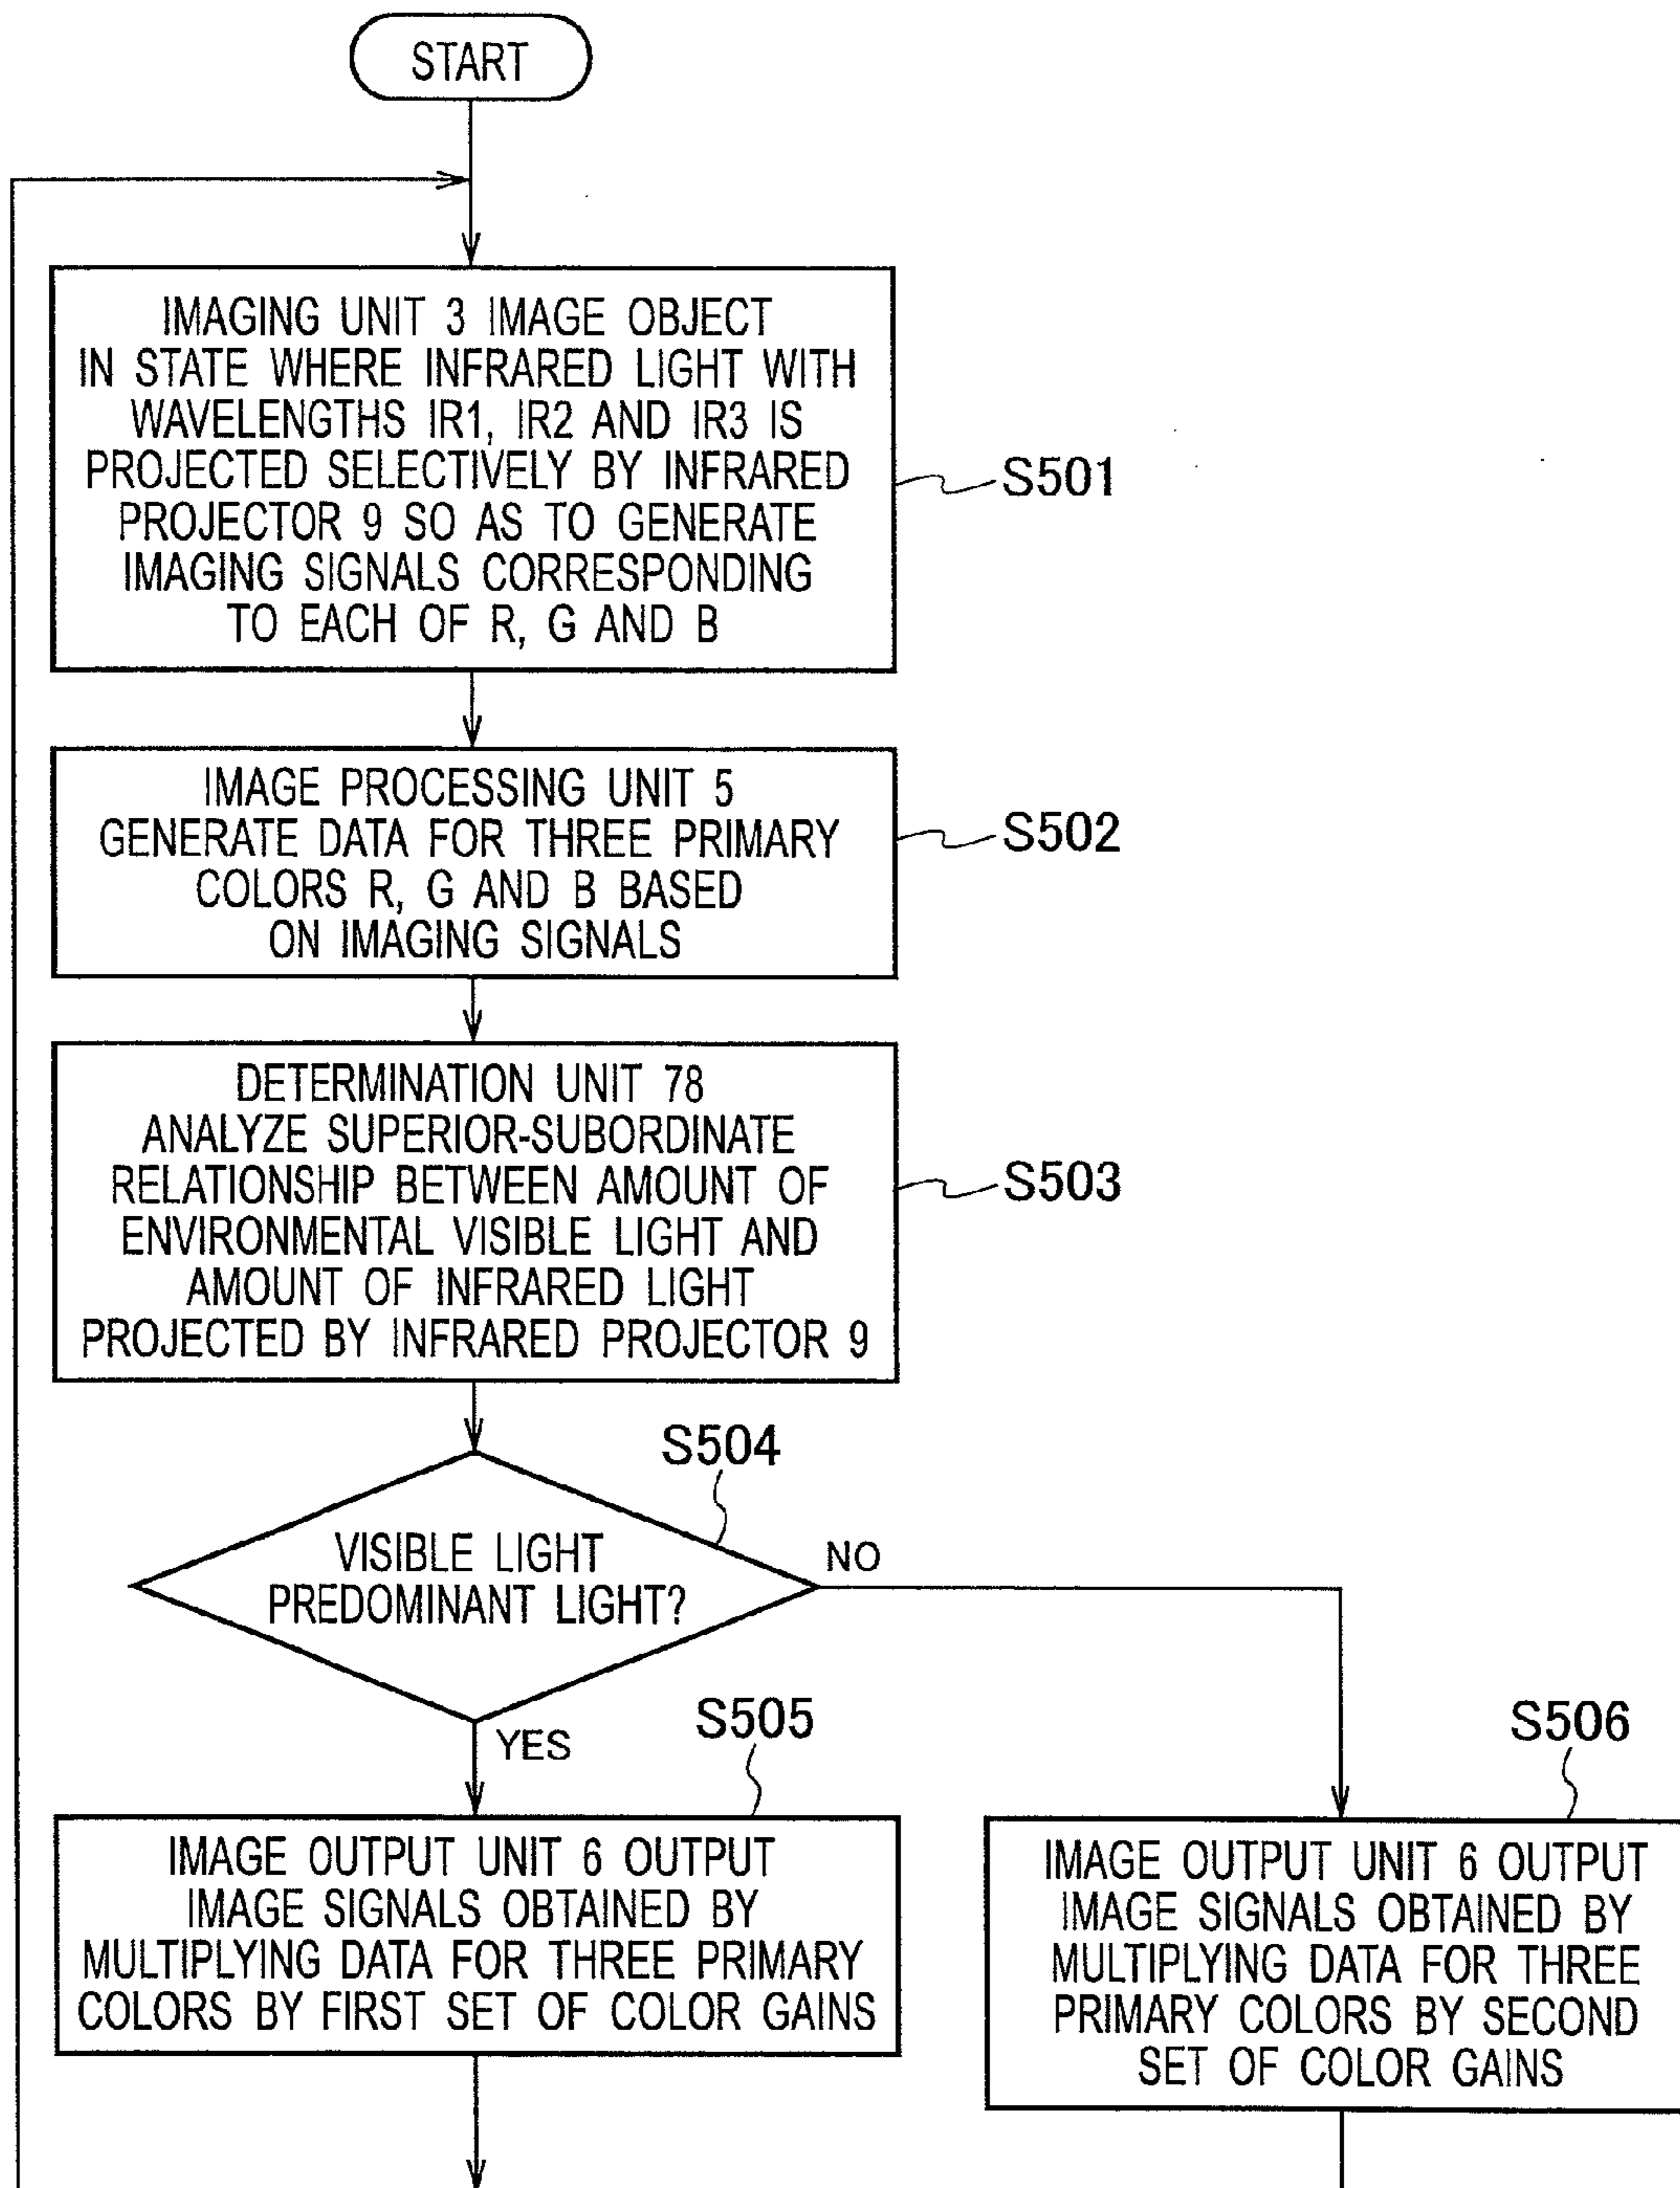 START
IMAGING UNIT 3 IMAGE OBJECT
IN STATE WHERE INFRARED LIGHT WITH
WAVELENGTHS IR1, IR2 AND IR3 IS
PROJECTED SELECTIVELY BY INFRARED
PROJECTOR 9 SO AS TO GENERATE
IMAGING SIGNALS CORRESPONDING
TO EACH OF R, G AND B
S501
IMAGE PROCESSING UNIT 5
GENERATE DATA FOR THREE PRIMARY
COLORS R, G AND B BASED
ON IMAGING SIGNALS
S502
DETERMINATION UNIT 78
ANALYZE SUPERIOR-SUBORDINATE
RELATIONSHIP BETWEEN AMOUNT OF
ENVIRONMENTAL VISIBLE LIGHT AND
AMOUNT OF INFRARED LIGHT
PROJECTED BY INFRARED PROJECTOR 9
S503
S504
VISIBLE LIGHT
PREDOMINANT LIGHT?
NO
YES
S505
IMAGE OUTPUT UNIT 6 OUTPUT
IMAGE SIGNALS OBTAINED BY
MULTIPLYING DATA FOR THREE PRIMARY
COLORS BY FIRST SET OF COLOR GAINS
S506
IMAGE OUTPUT UNIT 6 OUTPUT
IMAGE SIGNALS OBTAINED BY
MULTIPLYING DATA FOR THREE
PRIMARY COLORS BY SECOND
SET OF COLOR GAINS